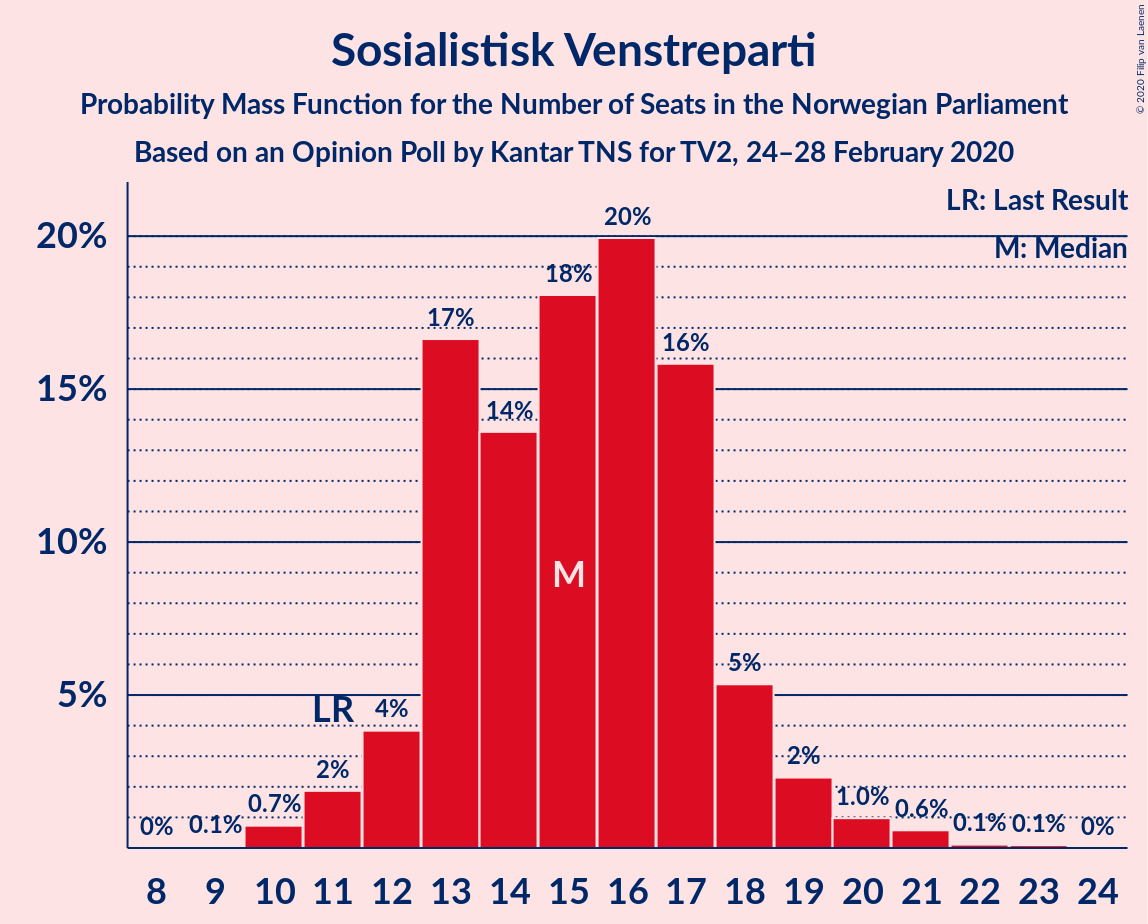 Sosialistisk Venstreparti
Probability Mass Function for the Number of Seats in the Norwegian Parliament
Based on an Opinion Poll by Kantar TNS for TV2, 24–28 February 2020
© 2020 Filip van Laenen
LR: Last Result
M: Median
20%
15%
10%
5%
0%
0.1%
0.7%
2%
LR
4%
17%
14%
18%
M
20%
16%
5%
2%
1.0%
0.6%
0.1%
0.1%
0%
8 9 10 11 12 13 14 15 16 17 18 19 20 21 22 23 24